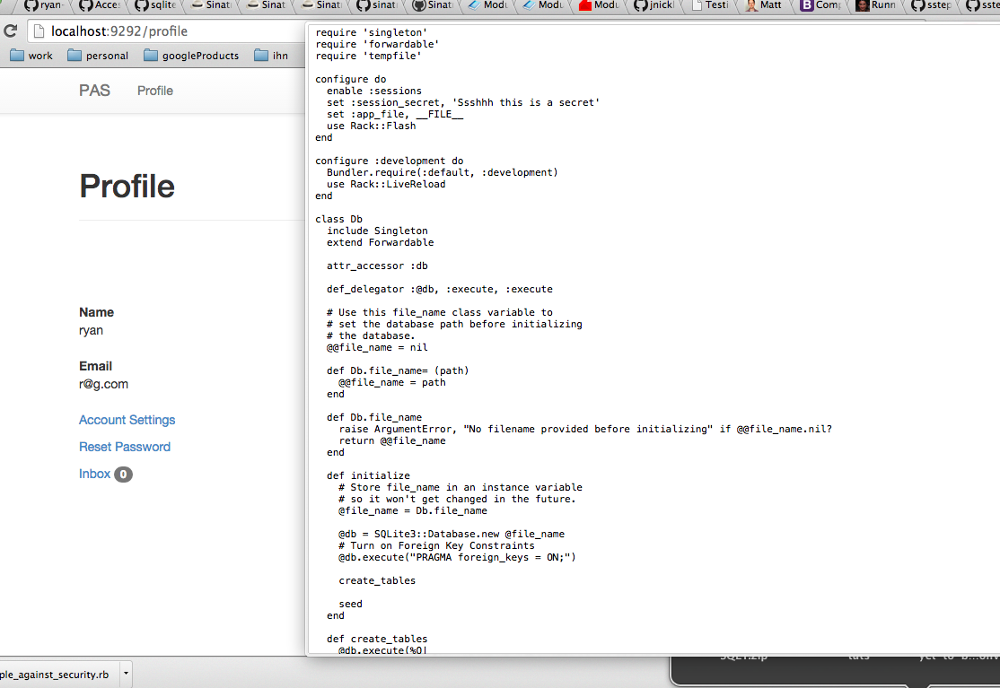 ryan-
Acces
sqlite
Sinat
Sinat
Sinat
sinat
Sinat
Modu
Modu
Modu
jnickl
Testi
Matt
Comp
Runn
sstep
sste
localhost:9292/profile
work
personal
googleProducts
ihn
PAS
Profile
Profile
Name
ryan
Email
r@g.com
Account Settings
Reset Password
Inbox 0
require 'singleton'
require 'forwardable'
require 'tempfile'
configure do
enable :sessions
set :session_secret, 'Ssshhh this is a secret'
set :app_file, __FILE__
use Rack::Flash
end
configure :development do
Bundler.require(:default, :development)
use Rack::LiveReload
end
class Db
include Singleton
extend Forwardable
attr_accessor :db
def_delegator :@db, :execute, :execute
# Use this file_name class variable to
# set the database path before initializing
# the database.
@@file_name = nil
def Db.file_name= (path)
@@file_name = path
end
def Db.file_name
raise ArgumentError, "No filename provided before initializing" if @@file_name.nil?
return @@file_name
end
def initialize
# Store file_name in an instance variable
# so it won't get changed in the future.
@file_name = Db.file_name
@db = SQLite3::Database.new @file_name
# Turn on Foreign Key Constraints
@db.execute("PRAGMA foreign_keys = ON;")
create_tables
seed
end
def create_tables
@db.execute(%Q|
ple_against_security.rb